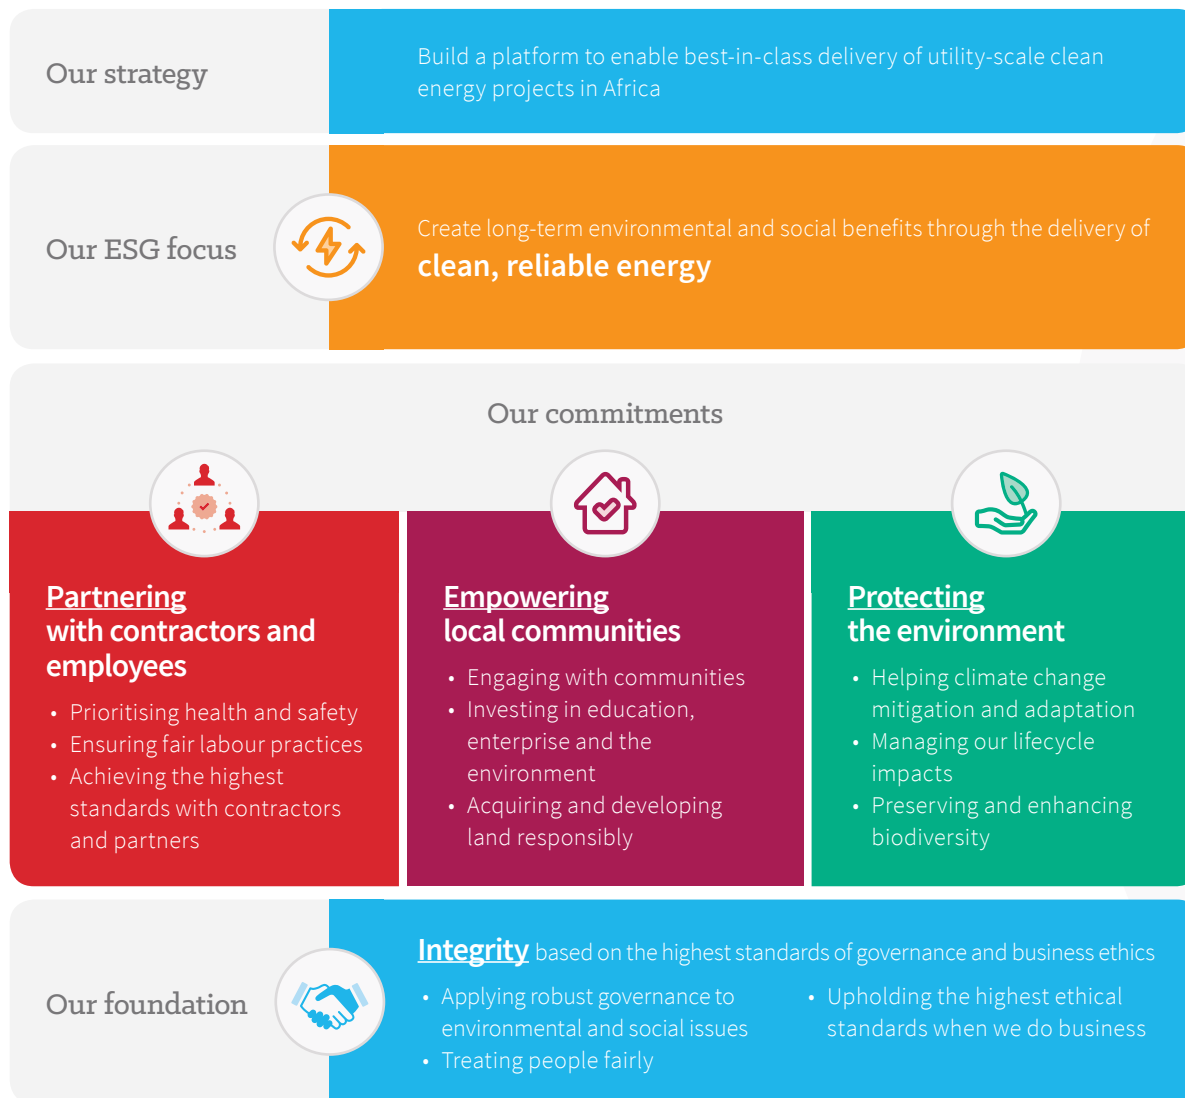 Our strategy
Build a platform to enable best-in-class delivery of utility-scale clean
energy projects in Africa
Our ESG focus
Create long-term environmental and social benefits through the delivery of
clean, reliable energy
Our commitments
Partnering
with contractors and
employees
• Prioritising health and safety
• Ensuring fair labour practices
• Achieving the highest
standards with contractors
and partners
Empowering
local communities
• Engaging with communities
• Investing in education,
enterprise and the
environment
• Acquiring and developing
land responsibly
Protecting
the environment
• Helping climate change
mitigation and adaptation
• Managing our lifecycle
impacts
• Preserving and enhancing
biodiversity
Our foundation
Integrity based on the highest standards of governance and business ethics
• Applying robust governance to
environmental and social issues
• Treating people fairly
• Upholding the highest ethical
standards when we do business